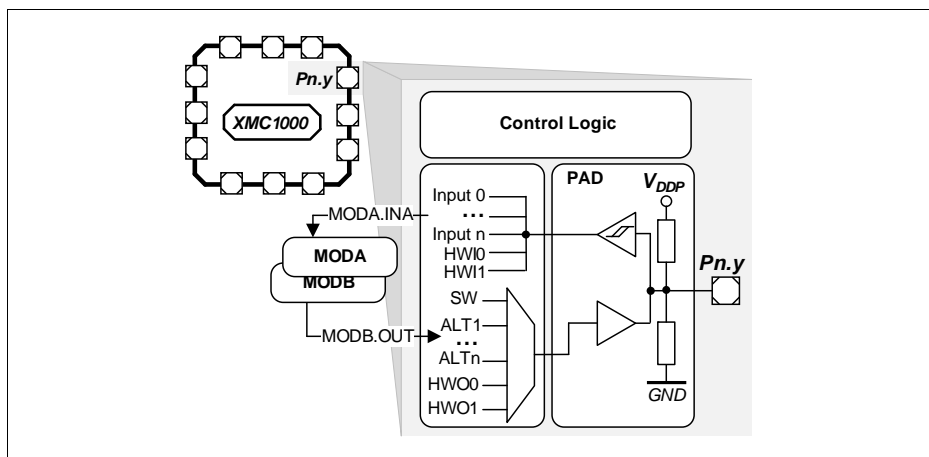 Pn.y
XMC1000
Control Logic
PAD
V_DDP
Input 0
...
Input n
HWI0
HWI1
MODA.INA
MODA
MODB
MODB.OUT
SW
ALT1
...
ALTn
HWO0
HWO1
Pn.y
GND